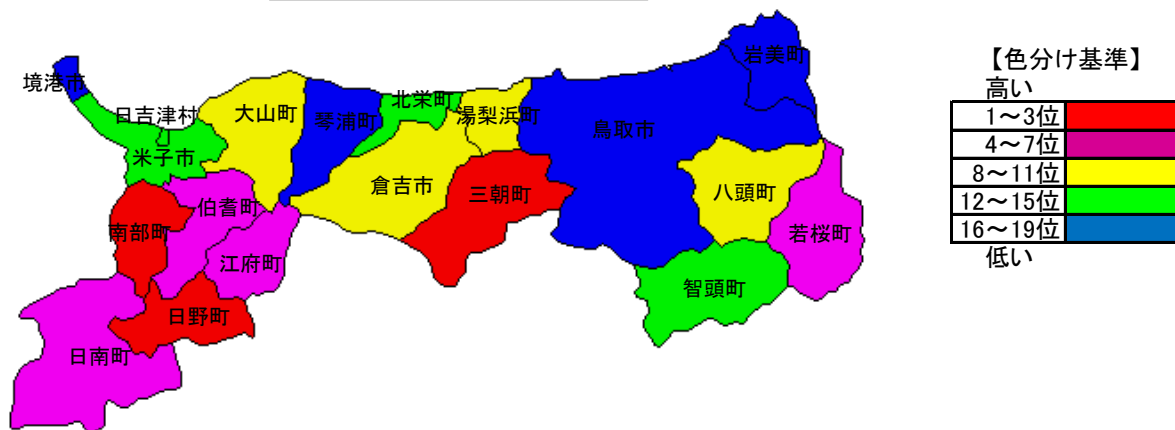 岩美町
境港市
日吉津村
大山町
琴浦町
北栄町
湯梨浜町
鳥取市
米子市
倉吉市
三朝町
八頭町
伯耆町
南部町
若桜町
江府町
智頭町
日野町
日南町
【色分け基準】
高い
1~3位
4~7位
8~11位
12~15位
16~19位
低い